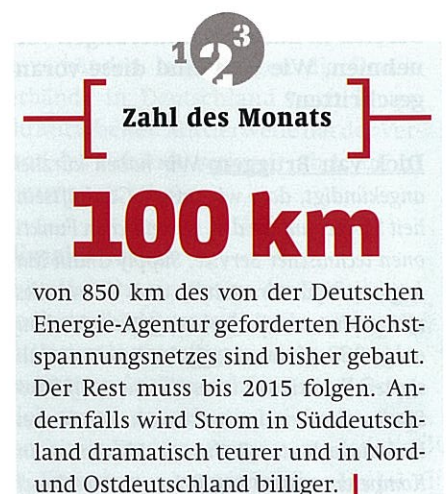 1 2 3
Zahl des Monats
100 km
von 850 km des von der Deutschen
Energie-Agentur geforderten Höchst-
spannungsnetzes sind bisher gebaut.
Der Rest muss bis 2015 folgen. An-
dernfalls wird Strom in Süddeutsch-
land dramatisch teurer und in Nord-
und Ostdeutschland billiger.